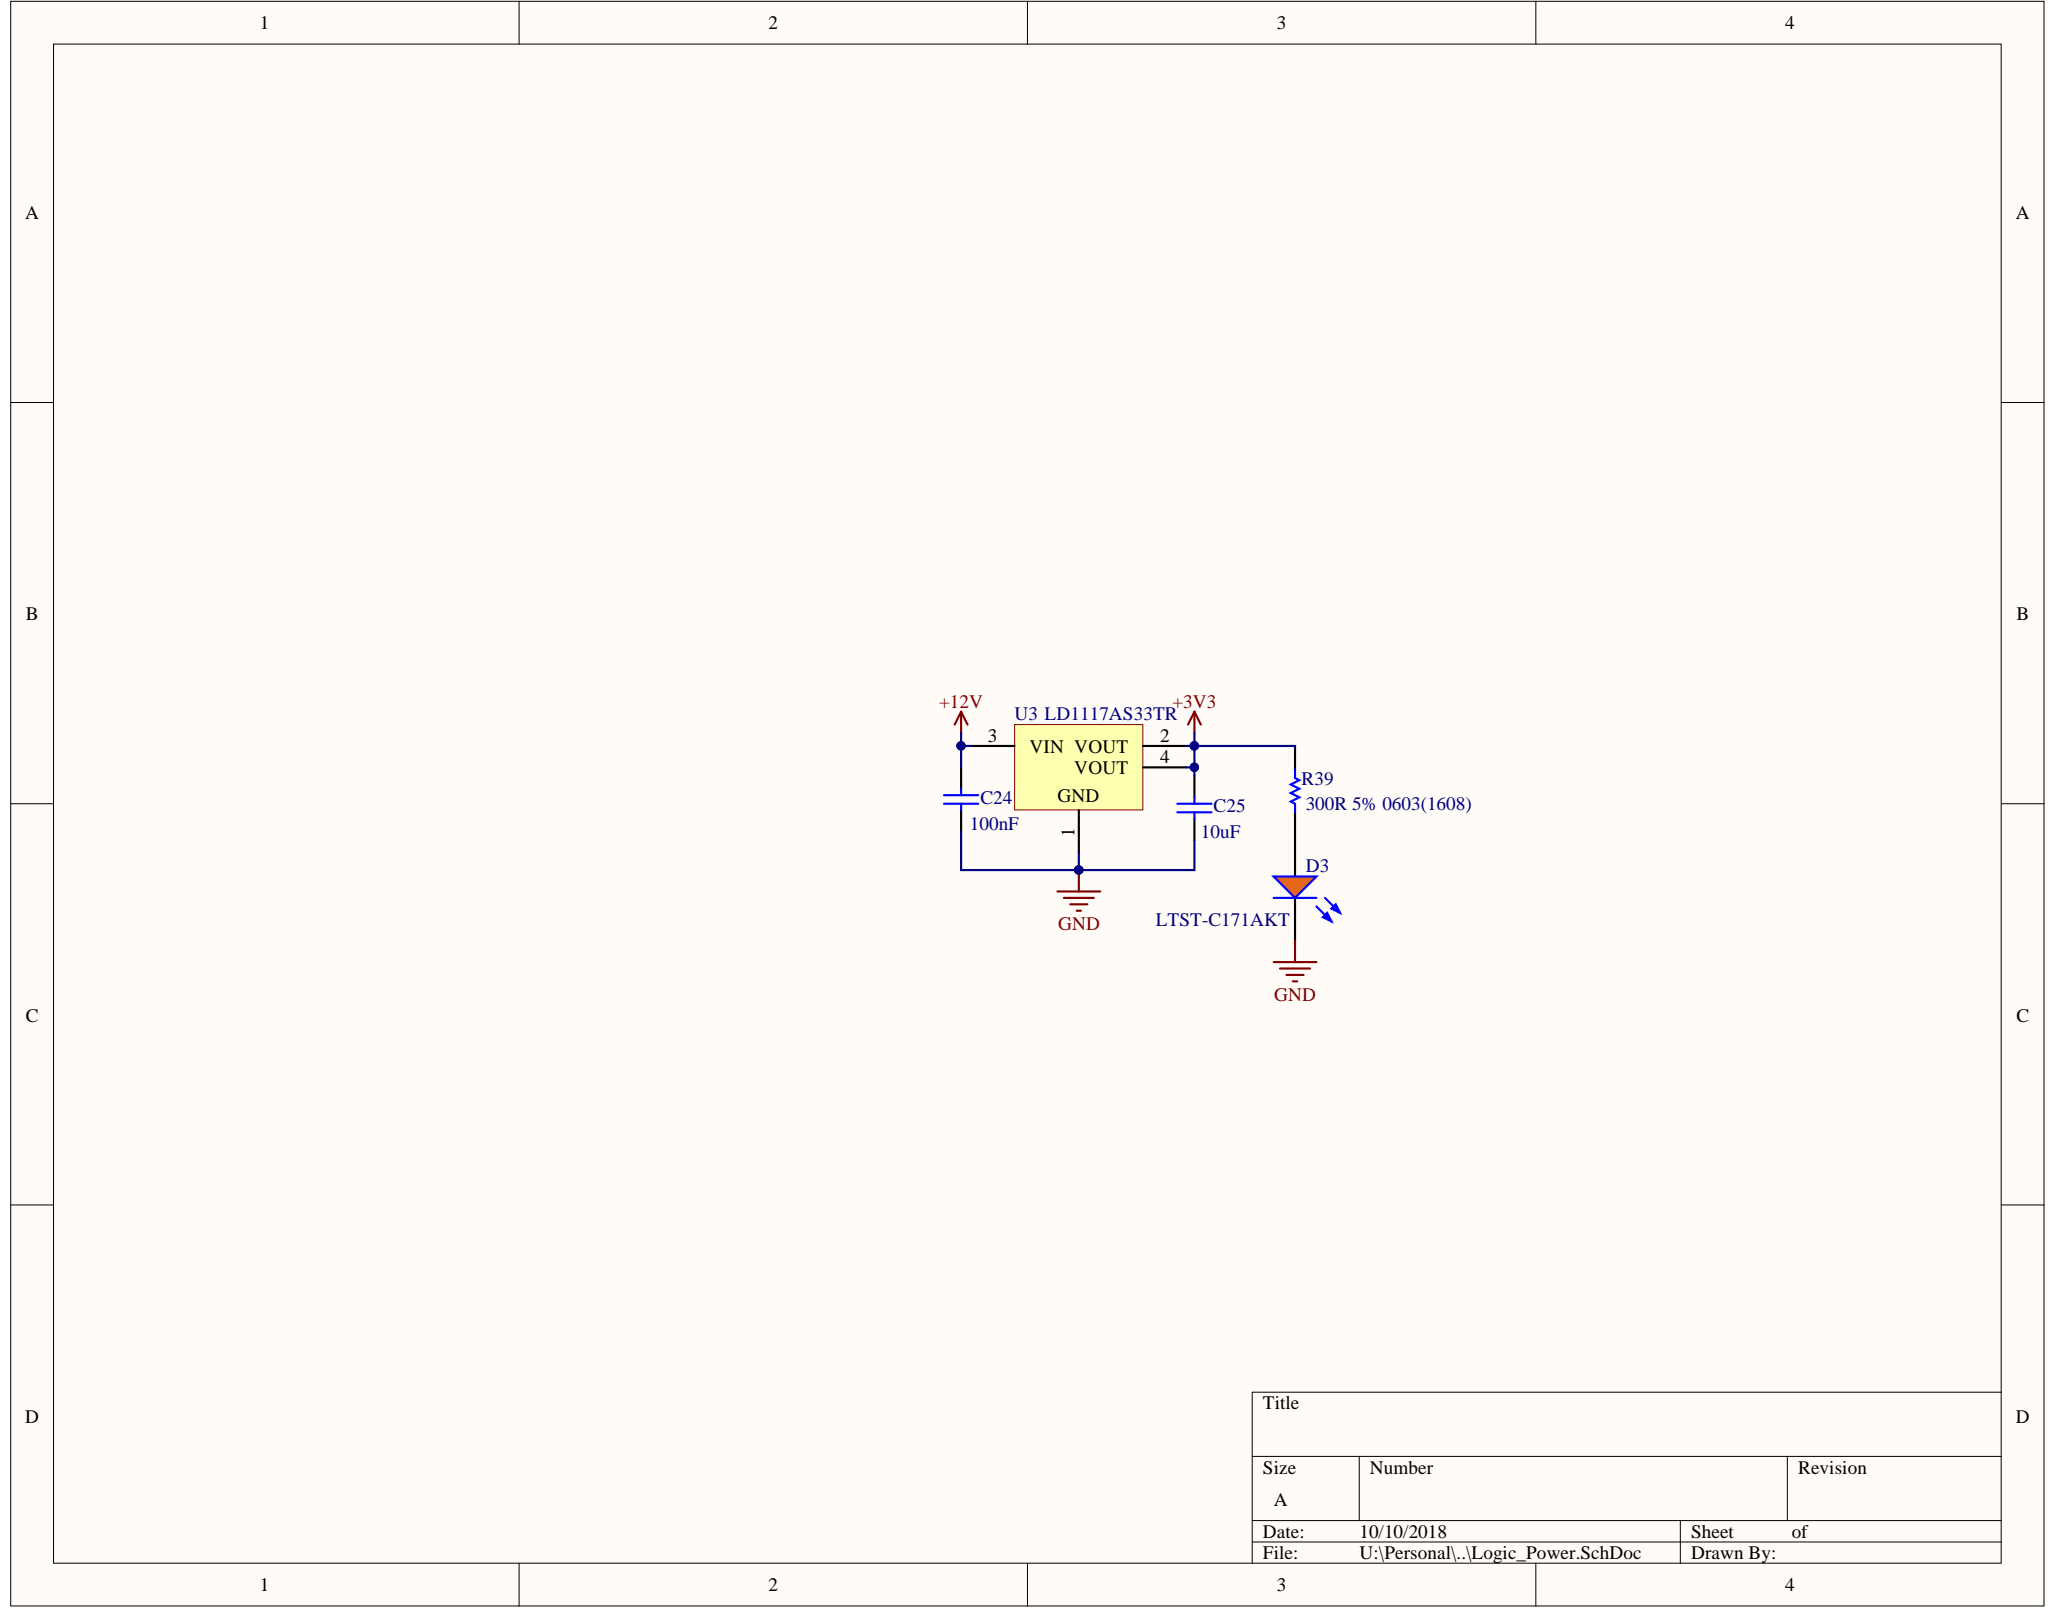 1 2 3 4
A A
B B
+12V +3V3
U3 LD1117AS33TR
3 VIN VOUT 2
VOUT 4
GND
1
C24
100nF
C25
10uF
R39
300R 5% 0603(1608)
D3
LTST-C171AKT
GND
GND
C C
D D
Title
Size Number Revision
A
Date: 10/10/2018 Sheet of
File: U:\Personal\..\Logic_Power.SchDoc Drawn By:
1 2 3 4